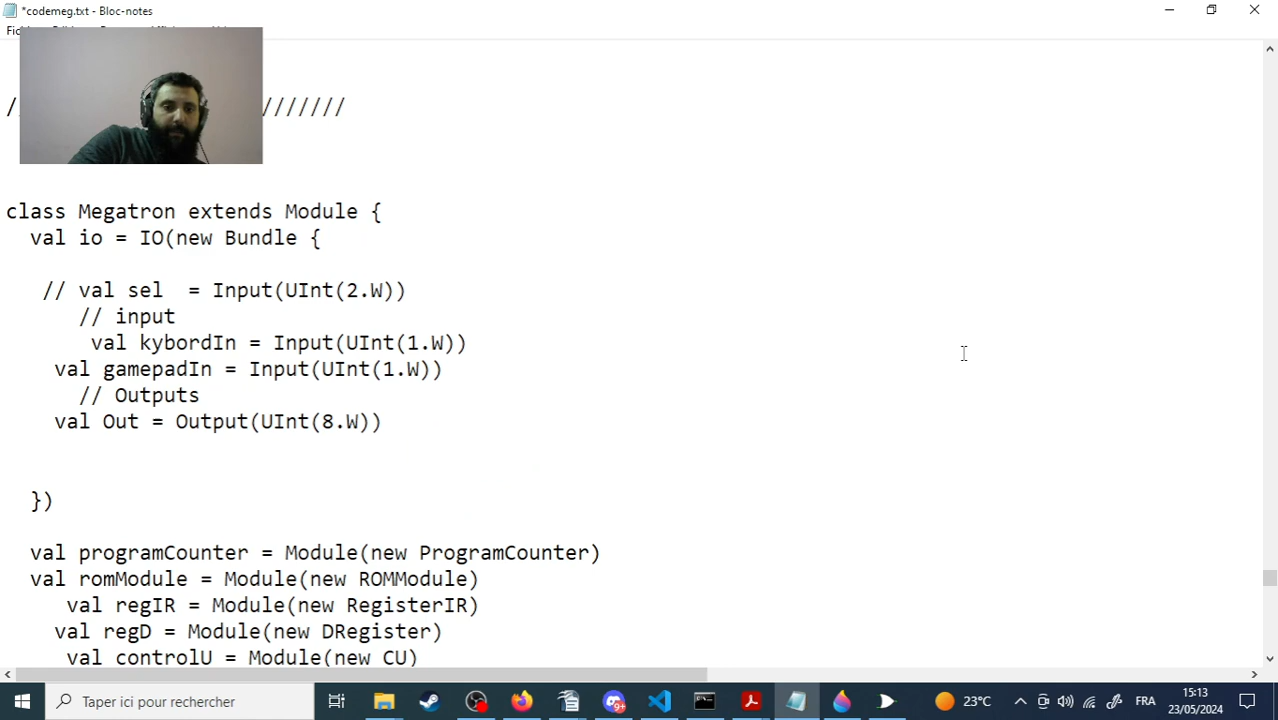 *codemeg.txt - Bloc-notes
///////
class Megatron extends Module {
val io = IO(new Bundle {
// val sel  = Input(UInt(2.W))
// input
val kybordIn = Input(UInt(1.W))
val gamepadIn = Input(UInt(1.W))
// Outputs
val Out = Output(UInt(8.W))
})
val programCounter = Module(new ProgramCounter)
val romModule = Module(new ROMModule)
val regIR = Module(new RegisterIR)
val regD = Module(new DRegister)
val controlU = Module(new CU)
Taper ici pour rechercher
9+
23°C
FRA
15:13
23/05/2024